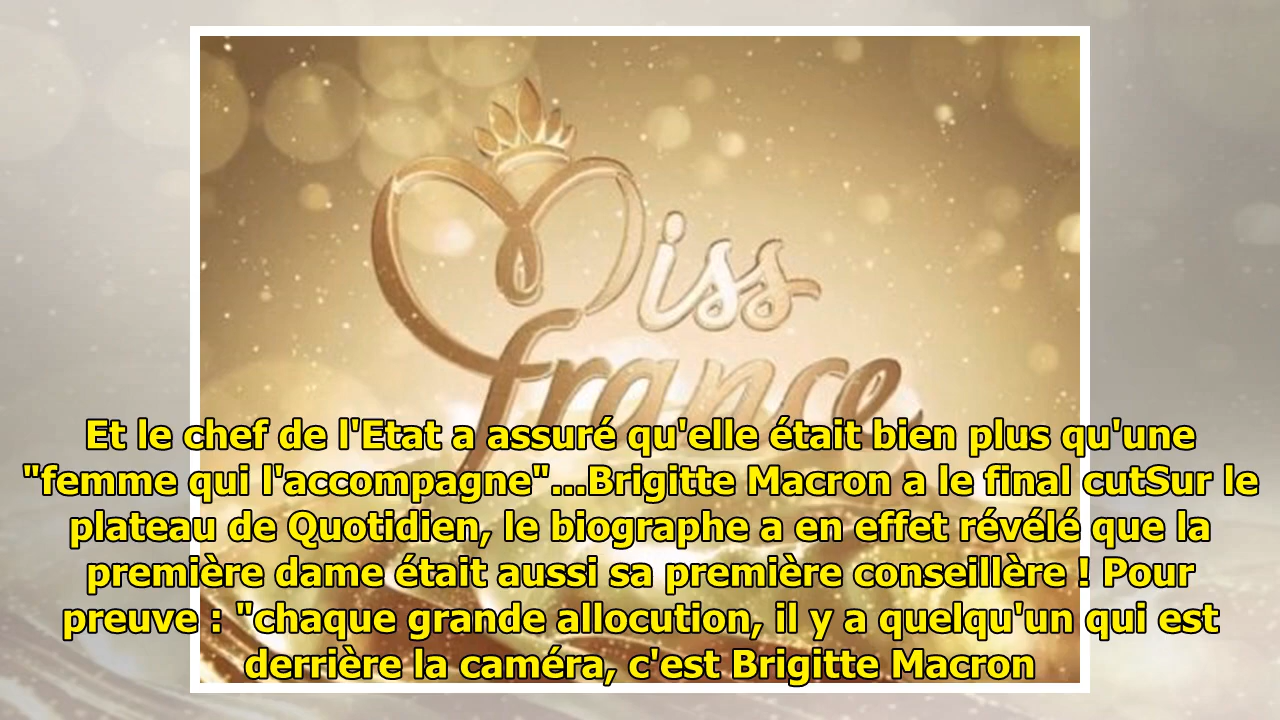 Miss
france
Et le chef de l'Etat a assuré qu'elle était bien plus qu'une
"femme qui l'accompagne"...Brigitte Macron a le final cutSur le
plateau de Quotidien, le biographe a en effet révélé que la
première dame était aussi sa première conseillère ! Pour
preuve : "chaque grande allocution, il y a quelqu'un qui est
derrière la caméra, c'est Brigitte Macron